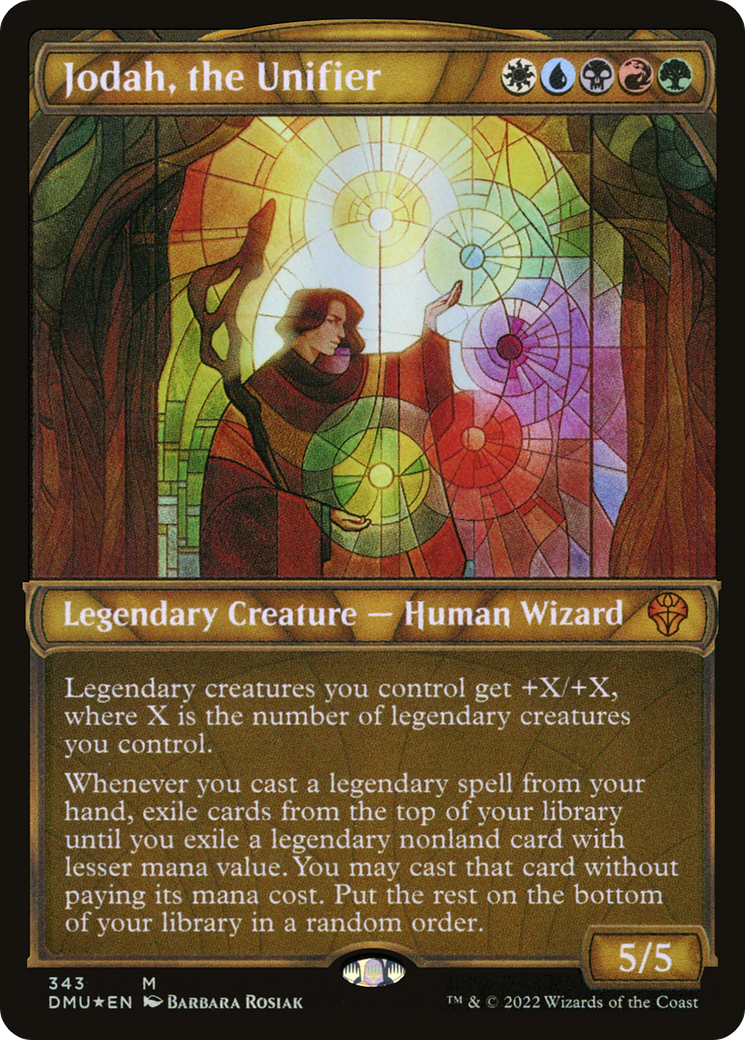 Jodah, the Unifier
Legendary Creature — Human Wizard
Legendary creatures you control get +X/+X,
where X is the number of legendary creatures
you control.
Whenever you cast a legendary spell from your
hand, exile cards from the top of your library
until you exile a legendary nonland card with
lesser mana value. You may cast that card without
paying its mana cost. Put the rest on the bottom
of your library in a random order.
5/5
343 M
DMU★EN Barbara Rosiak
™ & © 2022 Wizards of the Coast